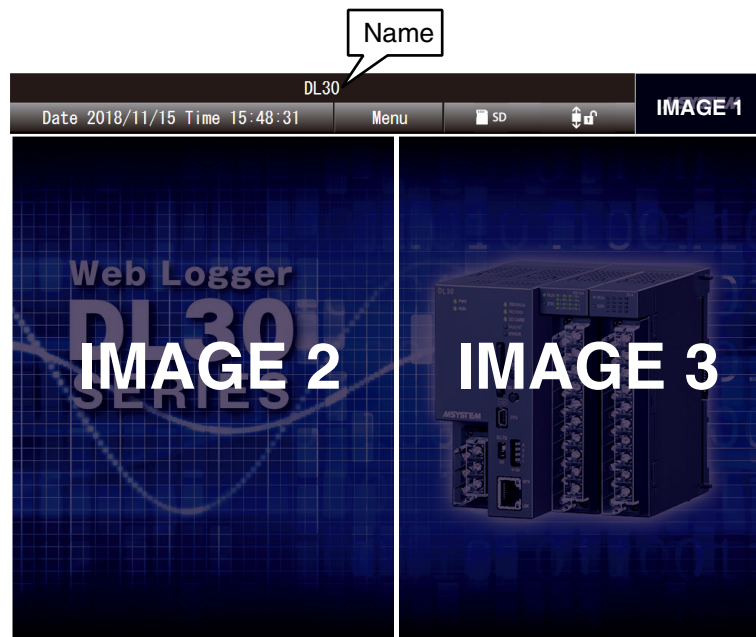 Name
DL30
Date 2018/11/15 Time 15:48:31 Menu SD
IMAGE 1
Web Logger
DL30
SERIES
IMAGE 2
IMAGE 3
DL30
MSYSTEM